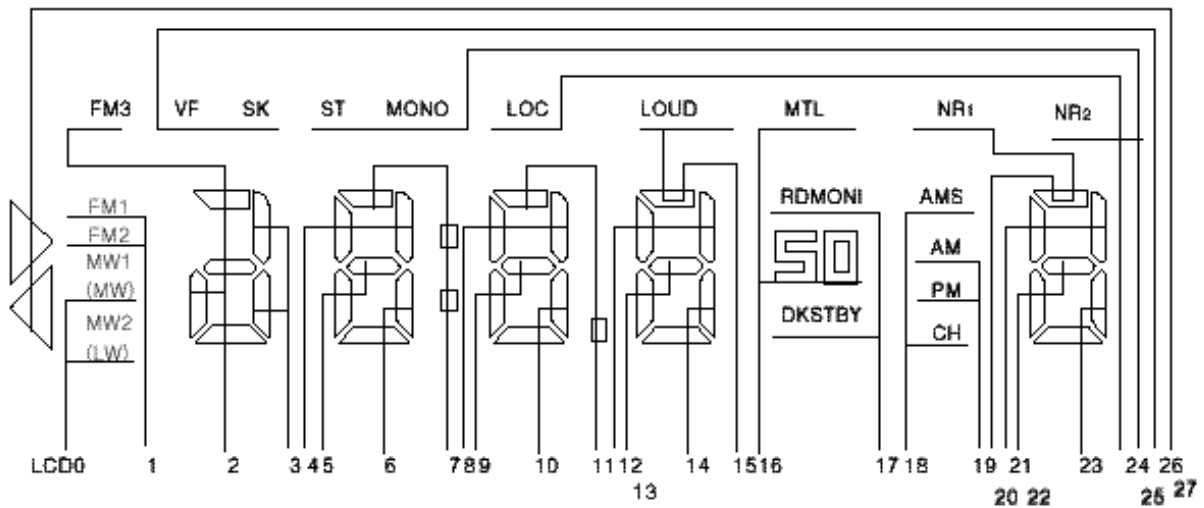 FM3 VF SK ST MONO LOC LOUD MTL NR1 NR2
FM1 RDMONI AMS
FM2
MW1 50 AM
(MW) PM
MW2 DKSTBY CH
(LW)
LCD0 1 2 3 4 5 6 7 8 9 10 11 12 14 15 16 17 18 19 21 23 24 26
13 20 22 25 27